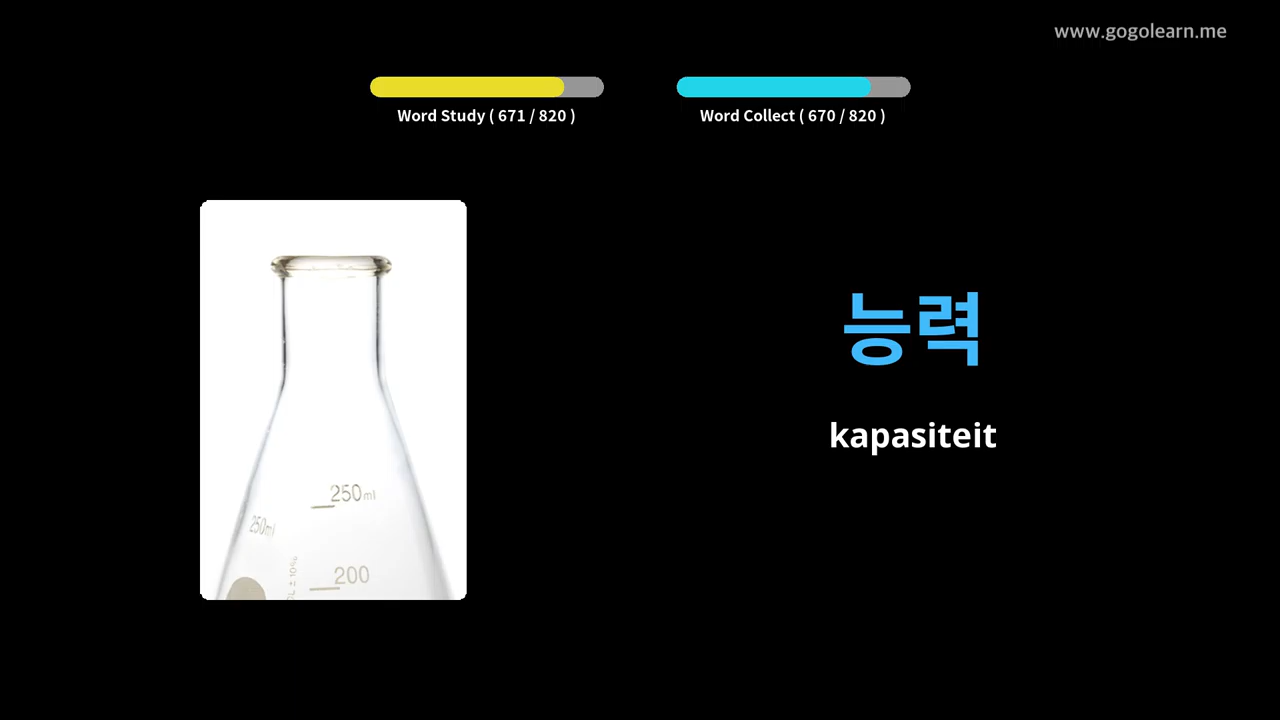 www.gogolearn.me
Word Study ( 671 / 820 )
Word Collect ( 670 / 820 )
능력
kapasiteit
250ml
250ml
200